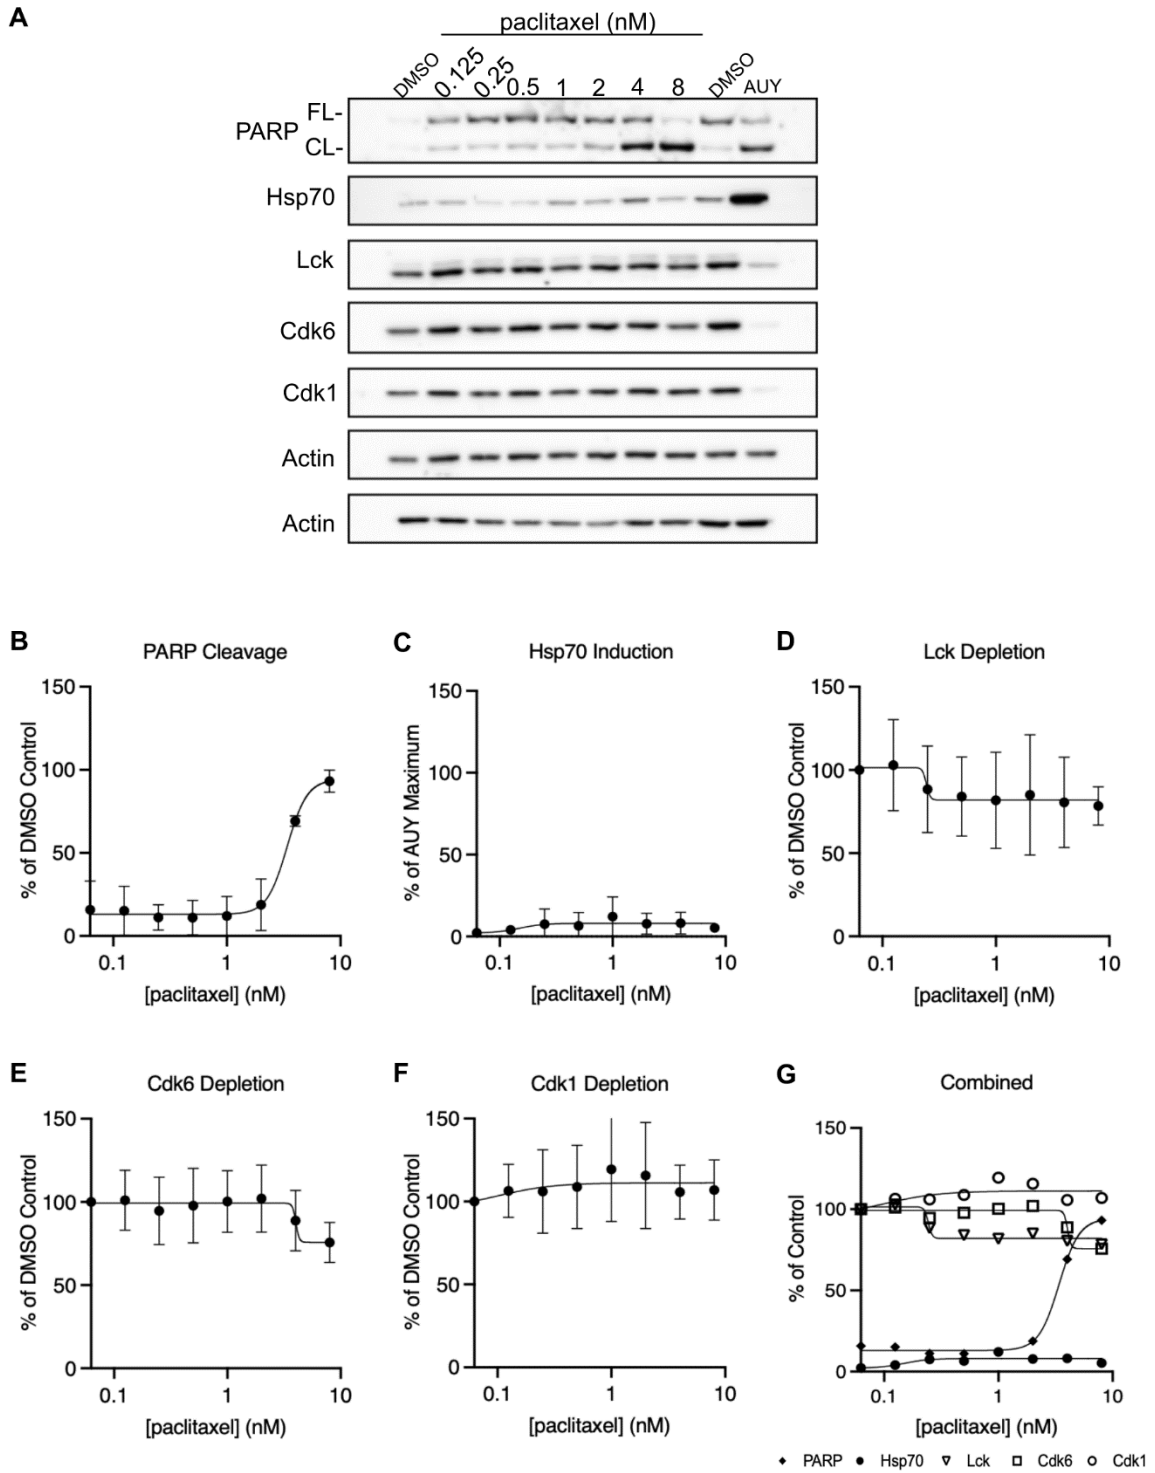 A
paclitaxel (nM)
DMSO 0.125 0.25 0.5 1 2 4 8 DMSO AUY
PARP FL-
CL-
Hsp70
Lck
Cdk6
Cdk1
Actin
Actin
B
PARP Cleavage
% of DMSO Control
150
100
50
0
0.1 1 10
[paclitaxel] (nM)
C
Hsp70 Induction
% of AUY Maximum
150
100
50
0
0.1 1 10
[paclitaxel] (nM)
D
Lck Depletion
% of DMSO Control
150
100
50
0
0.1 1 10
[paclitaxel] (nM)
E
Cdk6 Depletion
% of DMSO Control
150
100
50
0
0.1 1 10
[paclitaxel] (nM)
F
Cdk1 Depletion
% of DMSO Control
150
100
50
0
0.1 1 10
[paclitaxel] (nM)
G
Combined
% of Control
150
100
50
0
0.1 1 10
[paclitaxel] (nM)
PARP Hsp70 Lck Cdk6 Cdk1